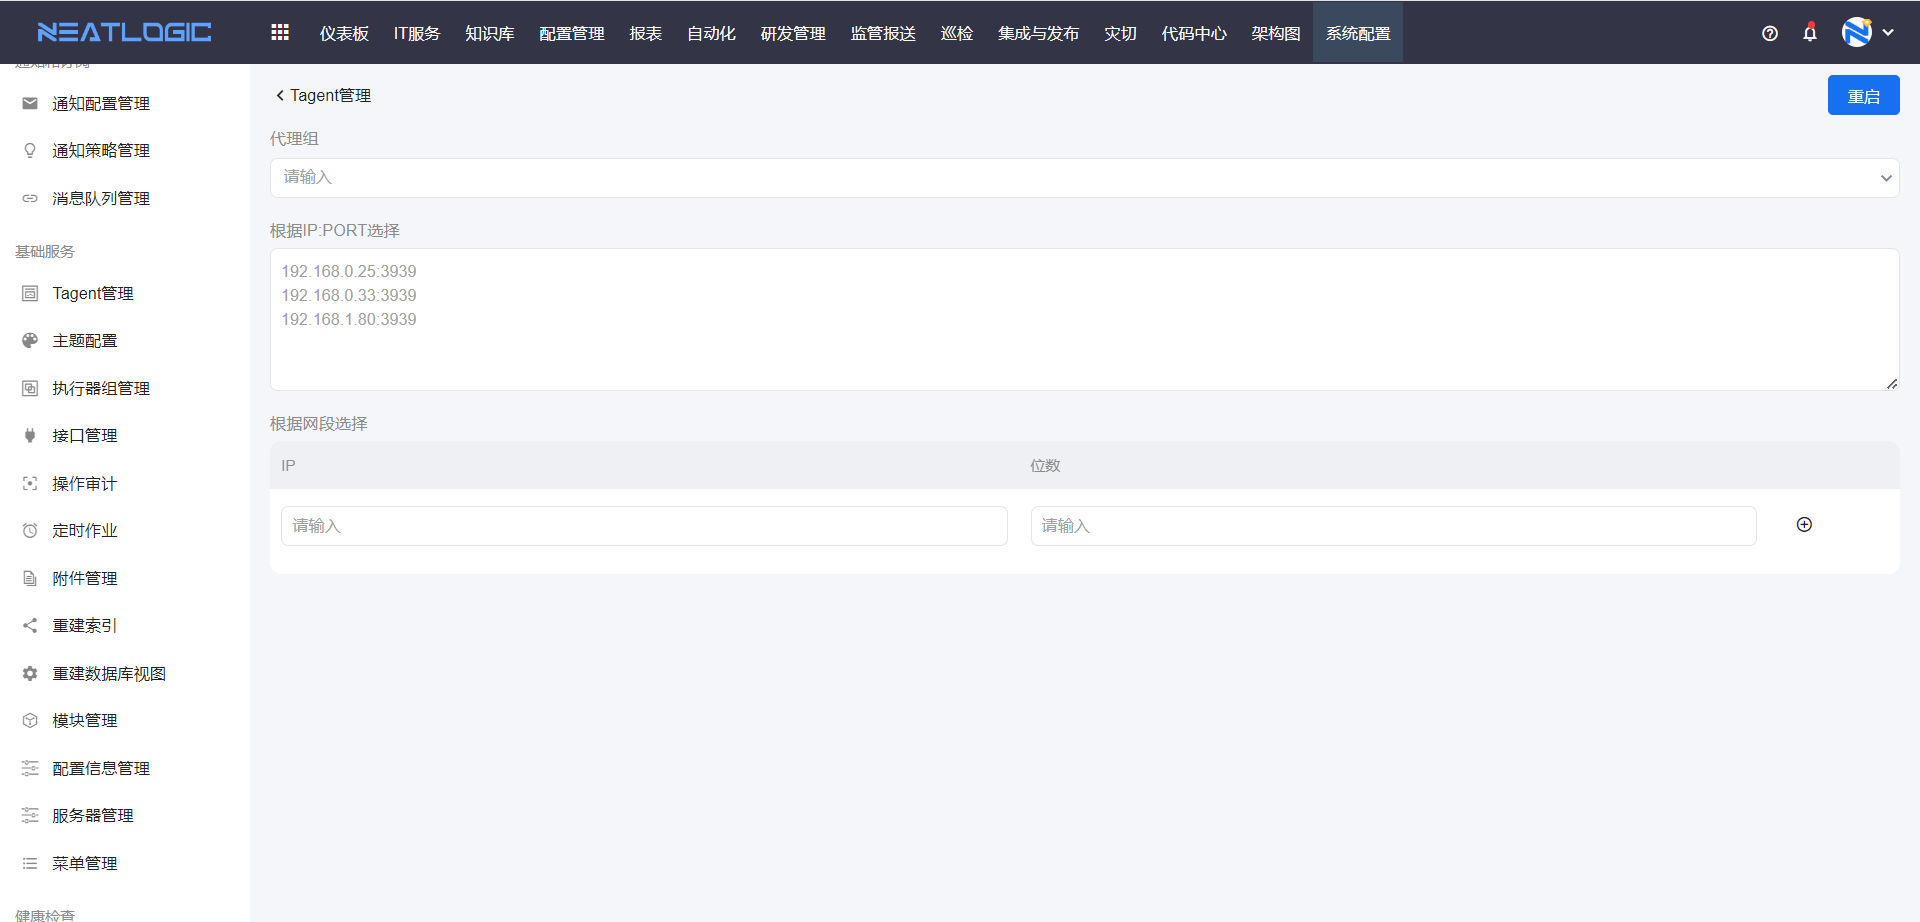 NEATLOGIC
仪表板 IT服务 知识库 配置管理 报表 自动化 研发管理 监管报送 巡检 集成与发布 灾切 代码中心 架构图 系统配置
通知配置管理
通知策略管理
消息队列管理
基础服务
Tagent管理
主题配置
执行器组管理
接口管理
操作审计
定时作业
附件管理
重建索引
重建数据库视图
模块管理
配置信息管理
服务器管理
菜单管理
健康检查
Tagent管理
重启
代理组
请输入
根据IP:PORT选择
192.168.0.25:3939
192.168.0.33:3939
192.168.1.80:3939
根据网段选择
IP 位数
请输入 请输入